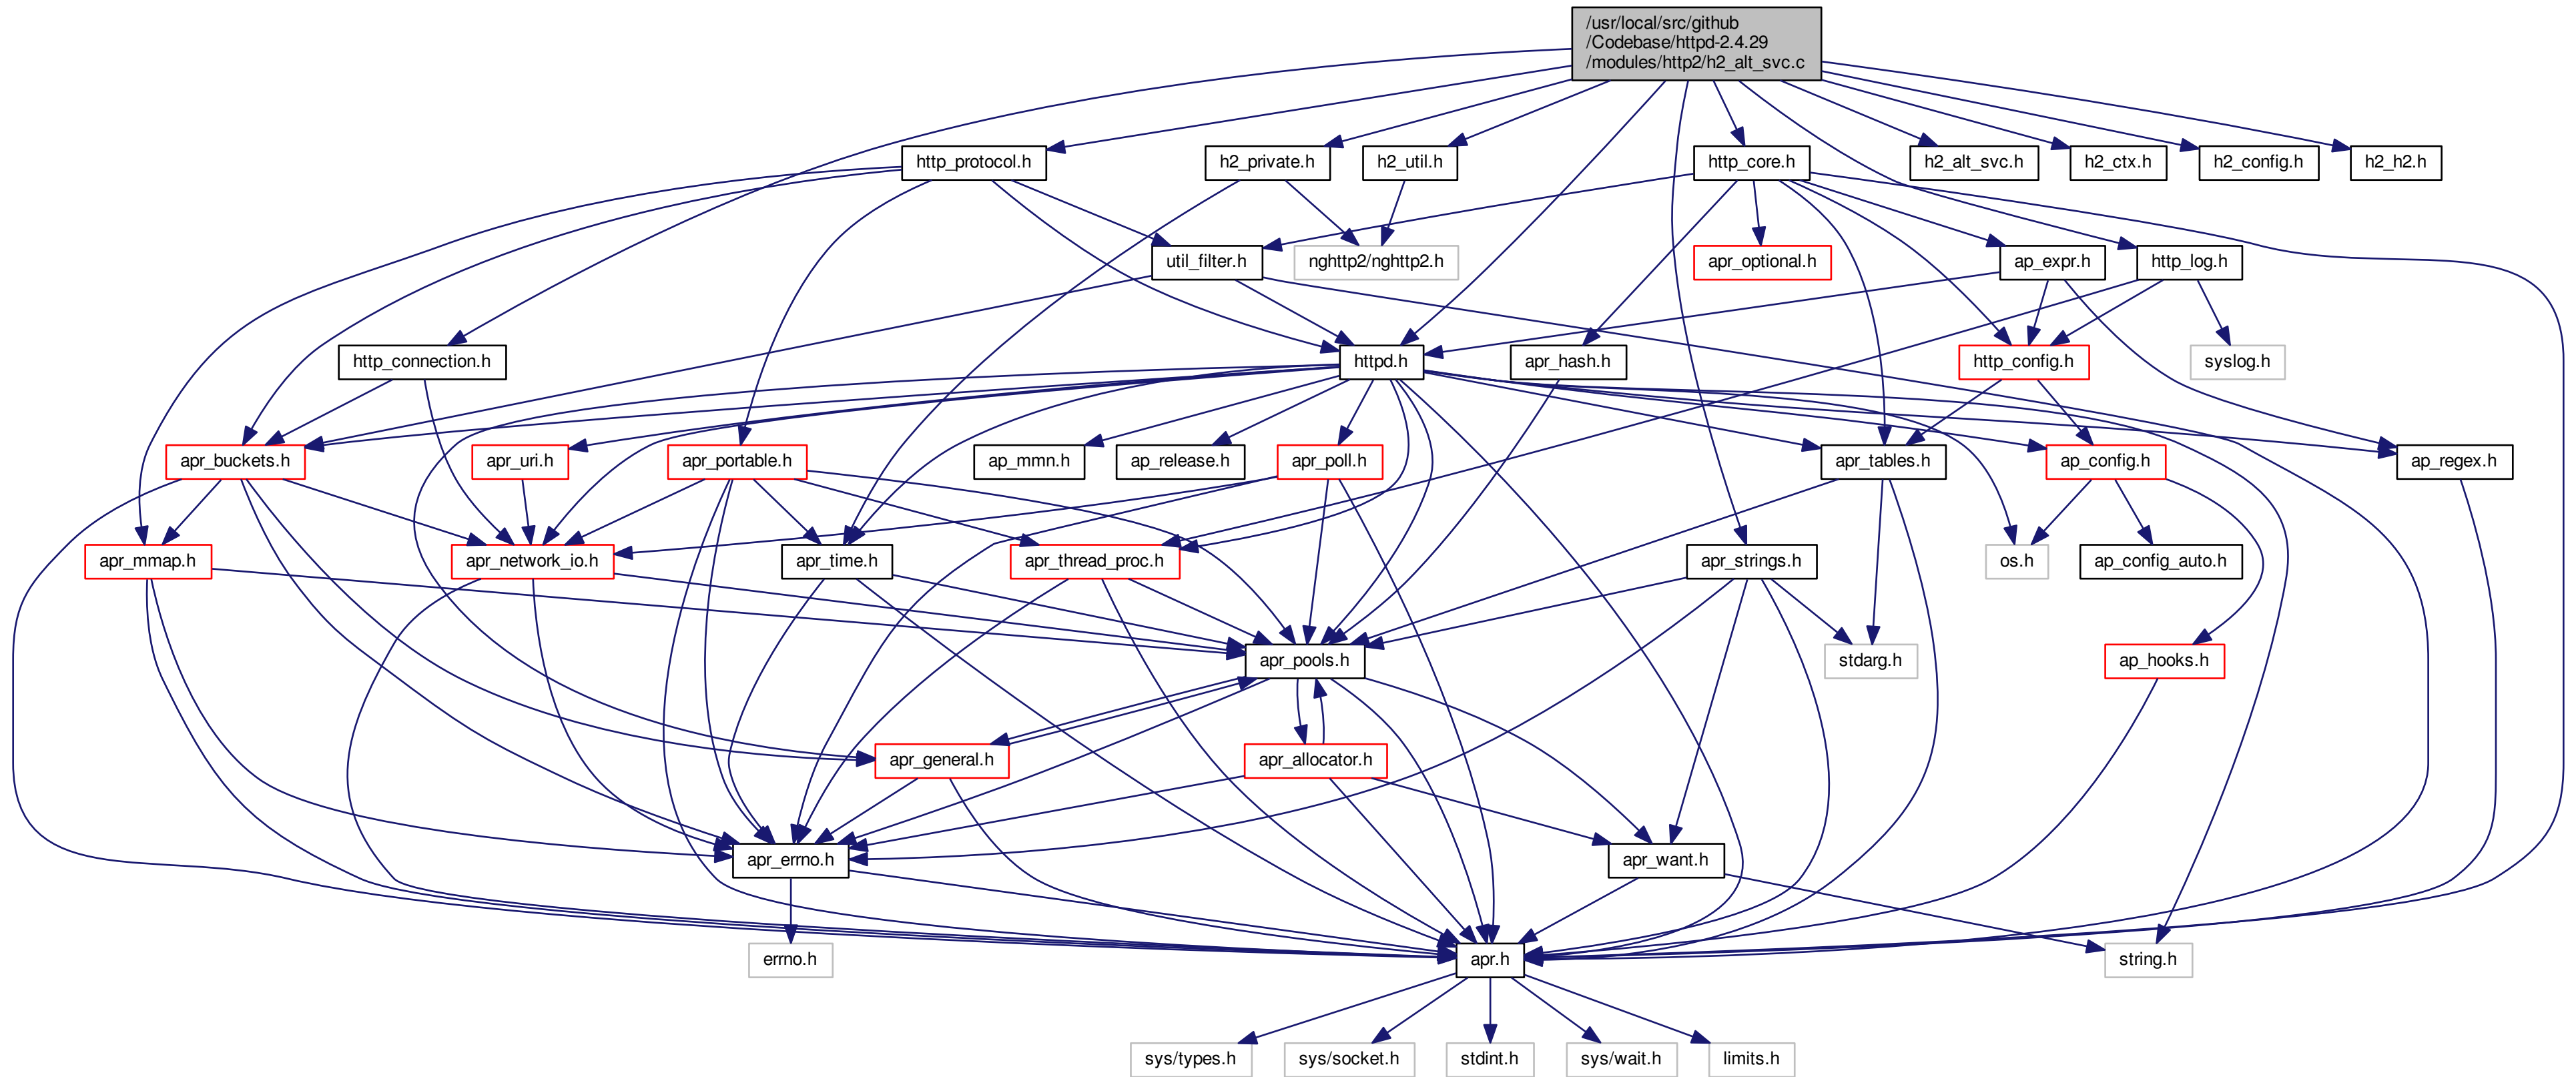 /usr/local/src/github
/Codebase/httpd-2.4.29
/modules/http2/h2_alt_svc.c
http_protocol.h
h2_private.h
h2_util.h
http_core.h
h2_alt_svc.h
h2_ctx.h
h2_config.h
h2_h2.h
util_filter.h
nghttp2/nghttp2.h
apr_optional.h
ap_expr.h
http_log.h
http_connection.h
httpd.h
apr_hash.h
http_config.h
syslog.h
apr_buckets.h
apr_uri.h
apr_portable.h
ap_mmn.h
ap_release.h
apr_poll.h
apr_tables.h
ap_config.h
ap_regex.h
apr_mmap.h
apr_network_io.h
apr_time.h
apr_thread_proc.h
apr_strings.h
os.h
ap_config_auto.h
apr_pools.h
stdarg.h
ap_hooks.h
apr_general.h
apr_allocator.h
apr_errno.h
apr_want.h
errno.h
apr.h
string.h
sys/types.h
sys/socket.h
stdint.h
sys/wait.h
limits.h